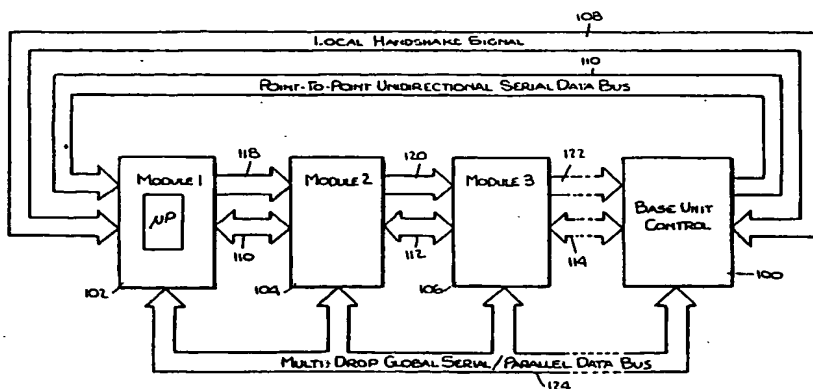 108
LOCAL HANDSHAKE SIGNAL
110
POINT-TO-POINT UNIDIRECTIONAL SERIAL DATA BUS
118
120
122
MODULE 1
MODULE 2
MODULE 3
BASE UNIT
CONTROL
μP
110
112
114
100
102
104
106
MULTI-DROP GLOBAL SERIAL/PARALLEL DATA BUS
124